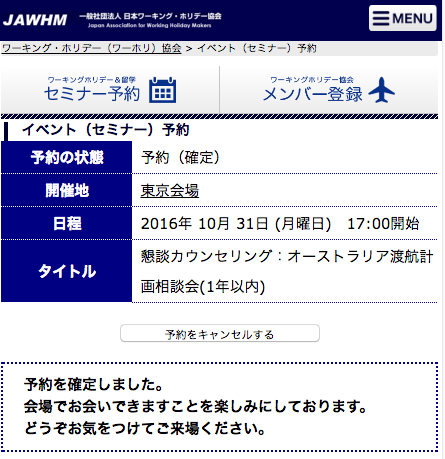 JAWHM 一般社団法人 日本ワーキング・ホリデー協会
Japan Association for Working Holiday Makers
MENU
ワーキング・ホリデー（ワーホリ）協会 > イベント（セミナー）予約
ワーキングホリデー＆留学
セミナー予約
ワーキングホリデー協会
メンバー登録
イベント（セミナー）予約
予約の状態 予約（確定）
開催地 東京会場
日程 2016年 10月 31日 (月曜日) 17:00開始
タイトル 懇談カウンセリング：オーストラリア渡航計
画相談会(1年以内)
予約をキャンセルする
予約を確定しました。
会場でお会いできますことを楽しみにしております。
どうぞお気をつけてご来場ください。